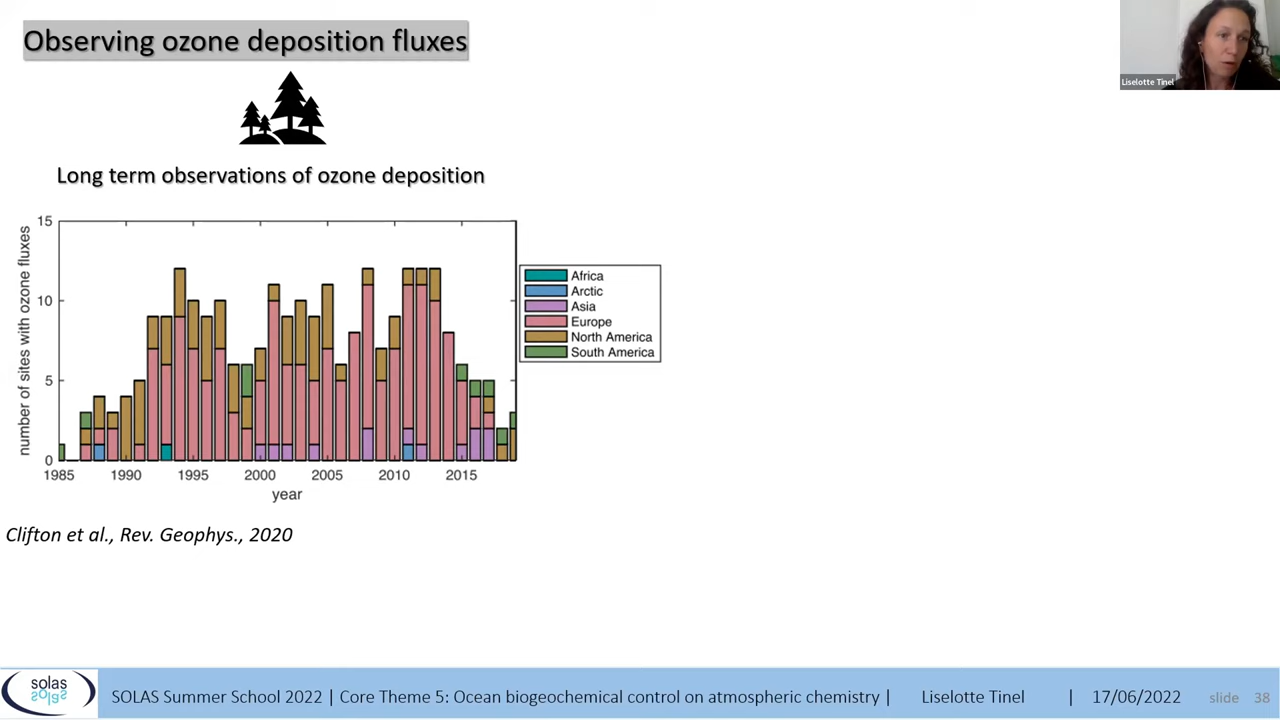 Observing ozone deposition fluxes
Liselotte Tinel
Long term observations of ozone deposition
number of sites with ozone fluxes
15
10
5
0
1985 1990 1995 2000 2005 2010 2015
year
Africa
Arctic
Asia
Europe
North America
South America
Clifton et al., Rev. Geophys., 2020
solas
SOLAS Summer School 2022 | Core Theme 5: Ocean biogeochemical control on atmospheric chemistry | Liselotte Tinel | 17/06/2022 slide 38